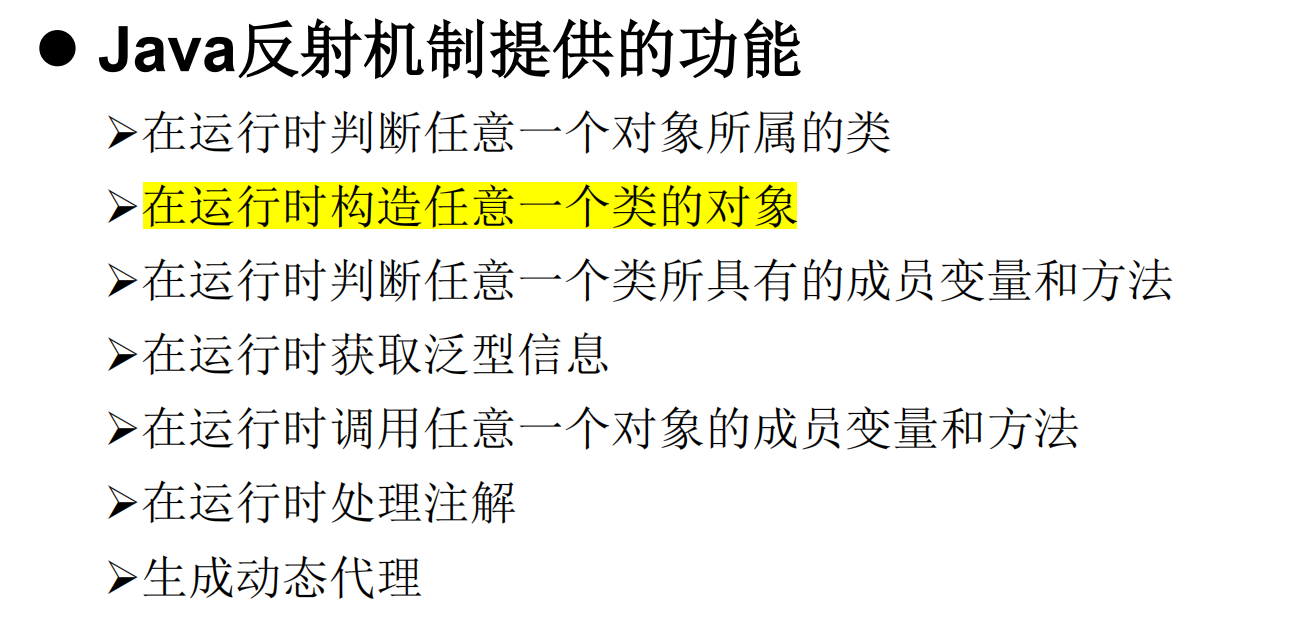 ● Java反射机制提供的功能
➢在运行时判断任意一个对象所属的类
➢在运行时构造任意一个类的对象
➢在运行时判断任意一个类所具有的成员变量和方法
➢在运行时获取泛型信息
➢在运行时调用任意一个对象的成员变量和方法
➢在运行时处理注解
➢生成动态代理